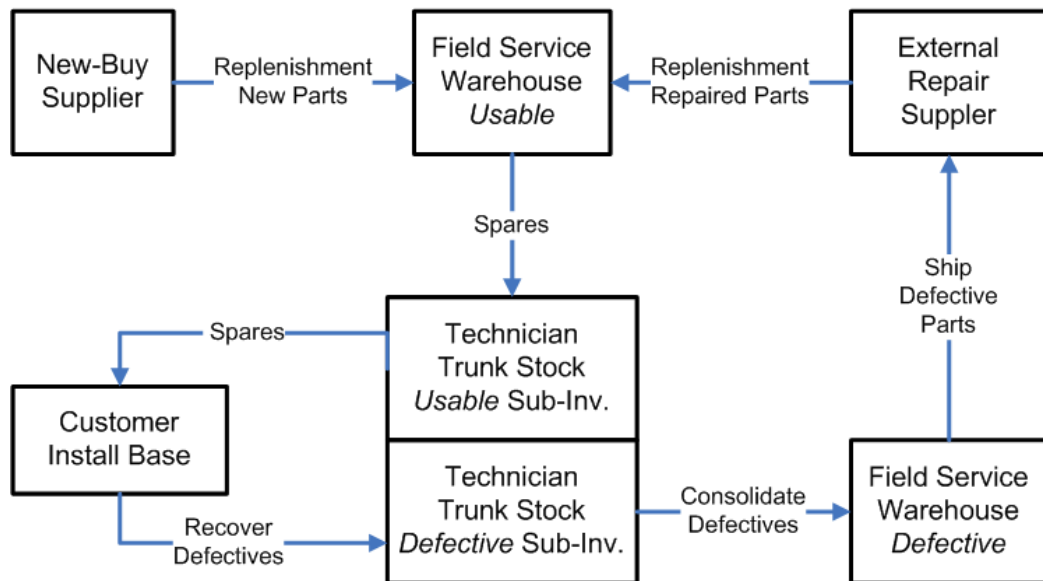 New-Buy
Supplier
Replenishment
New Parts
Field Service
Warehouse
Usable
Replenishment
Repaired Parts
External
Repair
Suppler
Spares
Ship
Defective
Parts
Spares
Technician
Trunk Stock
Usable Sub-Inv.
Customer
Install Base
Technician
Trunk Stock
Defective Sub-Inv.
Recover
Defectives
Consolidate
Defectives
Field Service
Warehouse
Defective